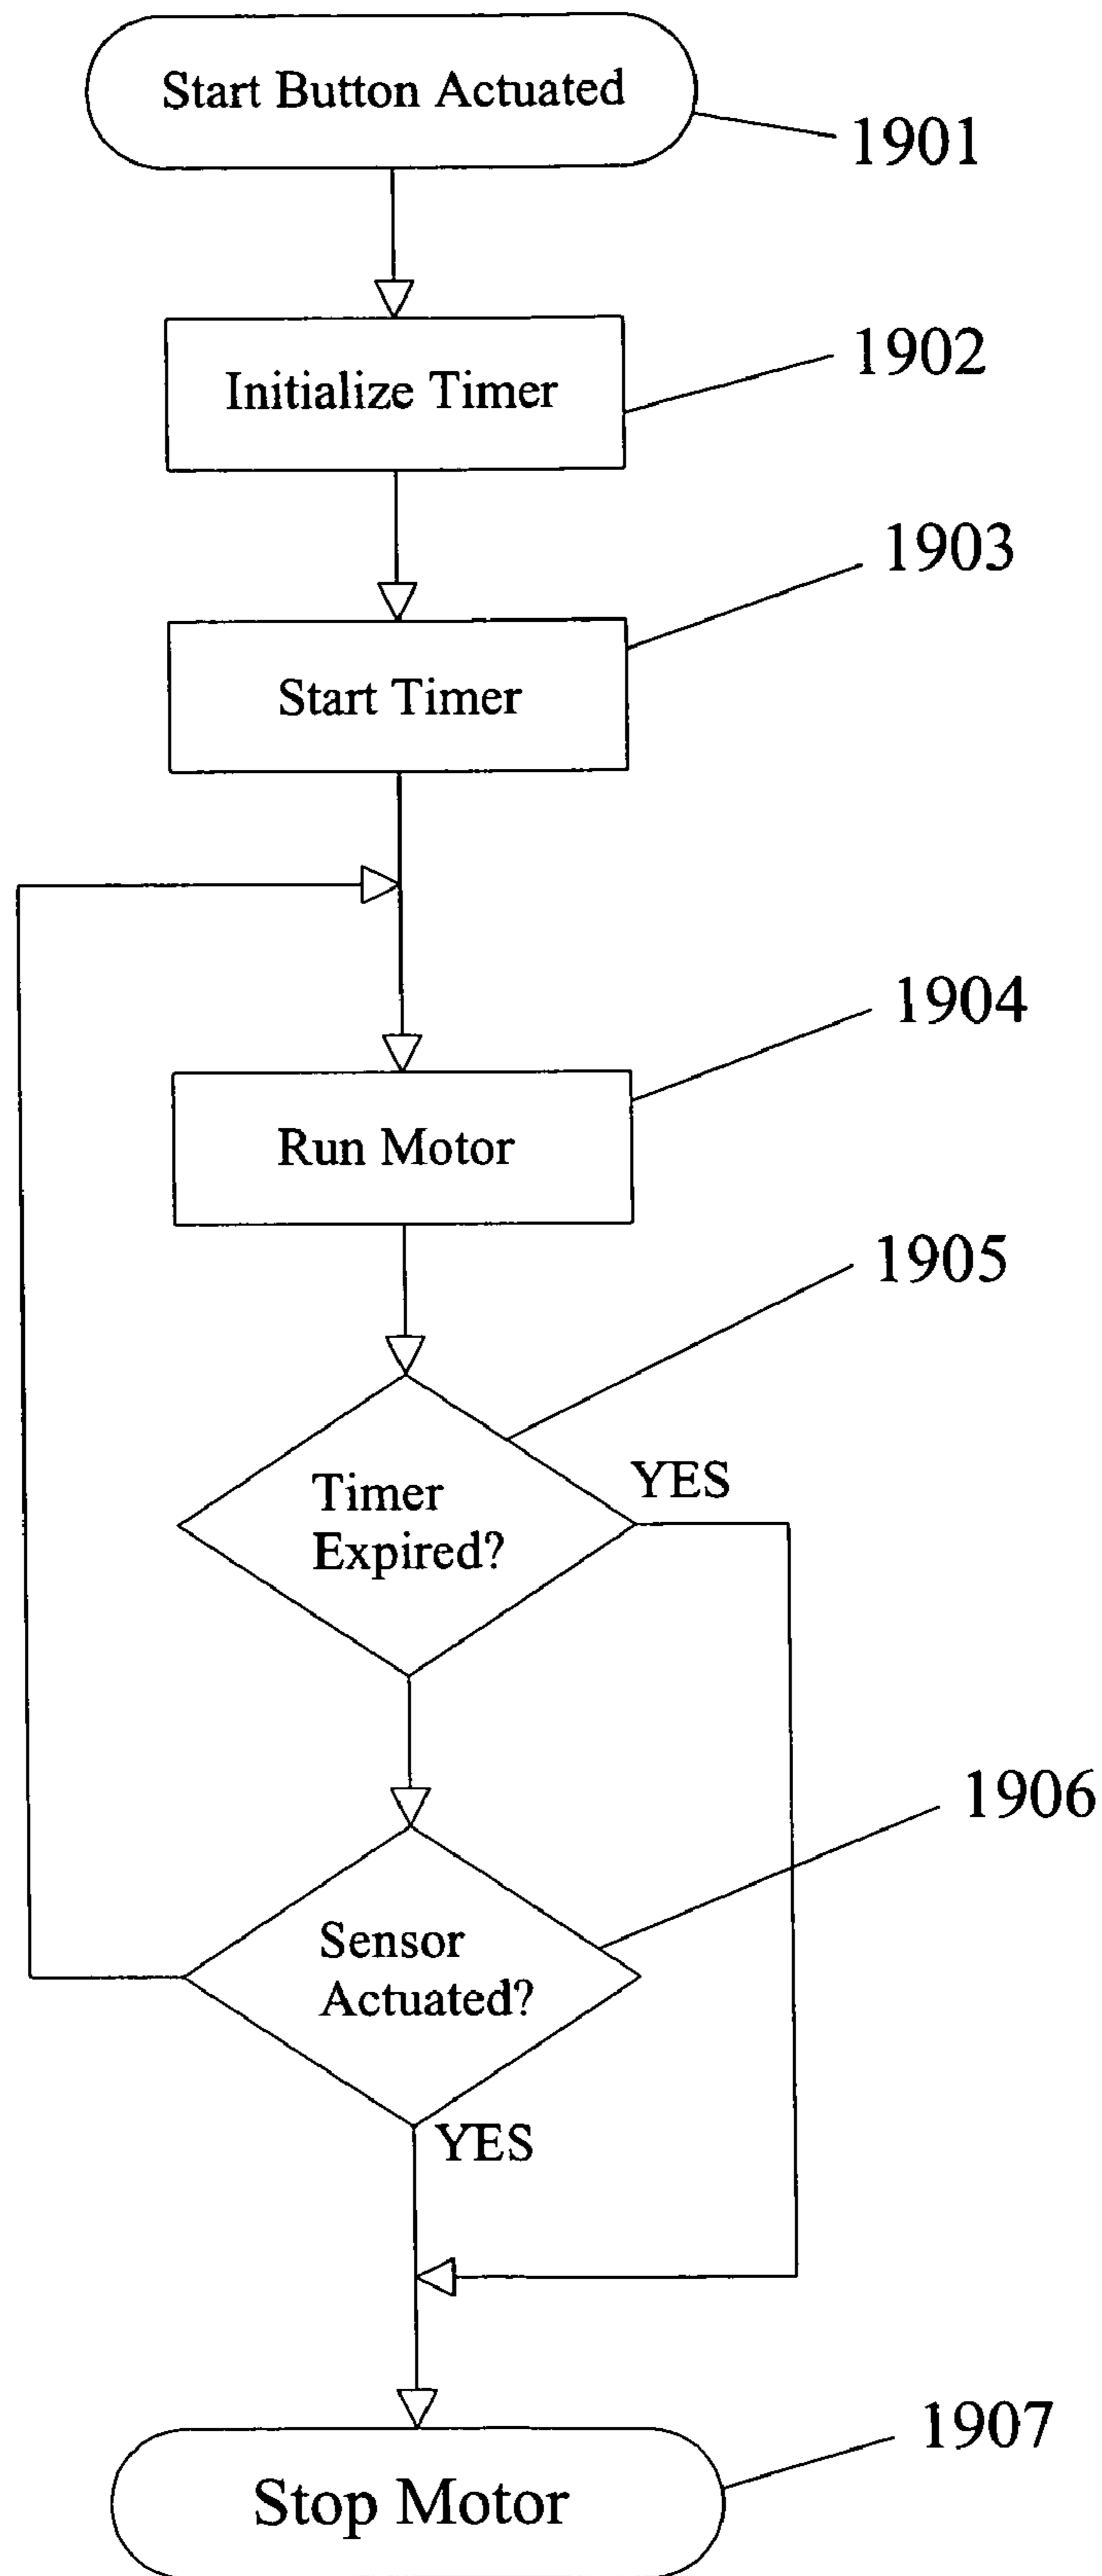 Start Button Actuated
1901
Initialize Timer
1902
1903
Start Timer
1904
Run Motor
1905
Timer
Expired?
YES
1906
Sensor
Actuated?
YES
1907
Stop Motor